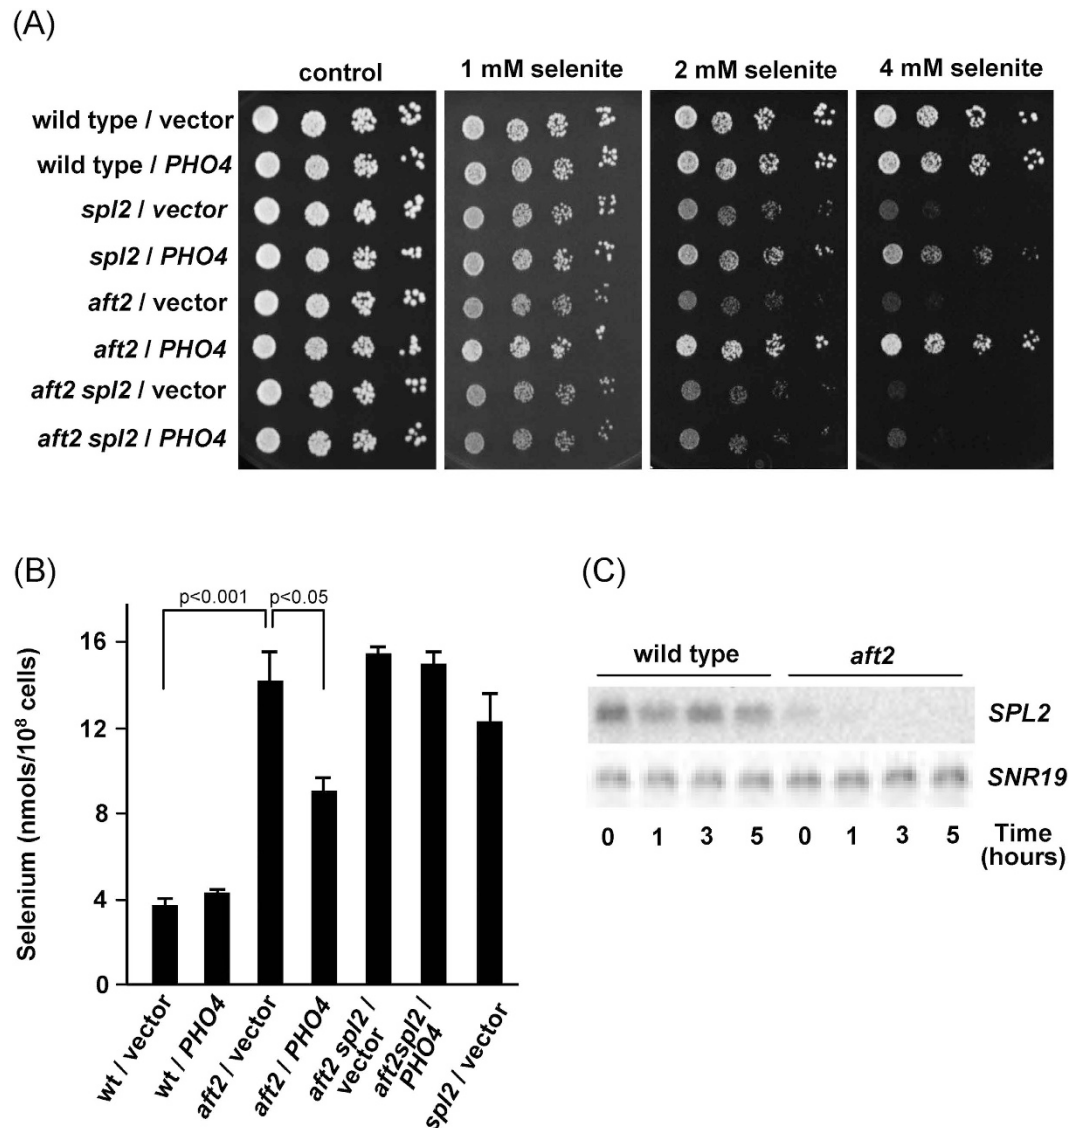 (A)
control
1 mM selenite
2 mM selenite
4 mM selenite
wild type / vector
wild type / PHO4
spl2 / vector
spl2 / PHO4
aft2 / vector
aft2 / PHO4
aft2 spl2 / vector
aft2 spl2 / PHO4
(B)
p<0.001
p<0.05
16
12
8
4
0
Selenium (nmols/10⁸ cells)
wt / vector
wt / PHO4
aft2 / vector
aft2 / PHO4
aft2 spl2 /
vector
aft2spl2 /
PHO4
spl2 / vector
(C)
wild type
aft2
SPL2
SNR19
0 1 3 5 0 1 3 5 Time
(hours)